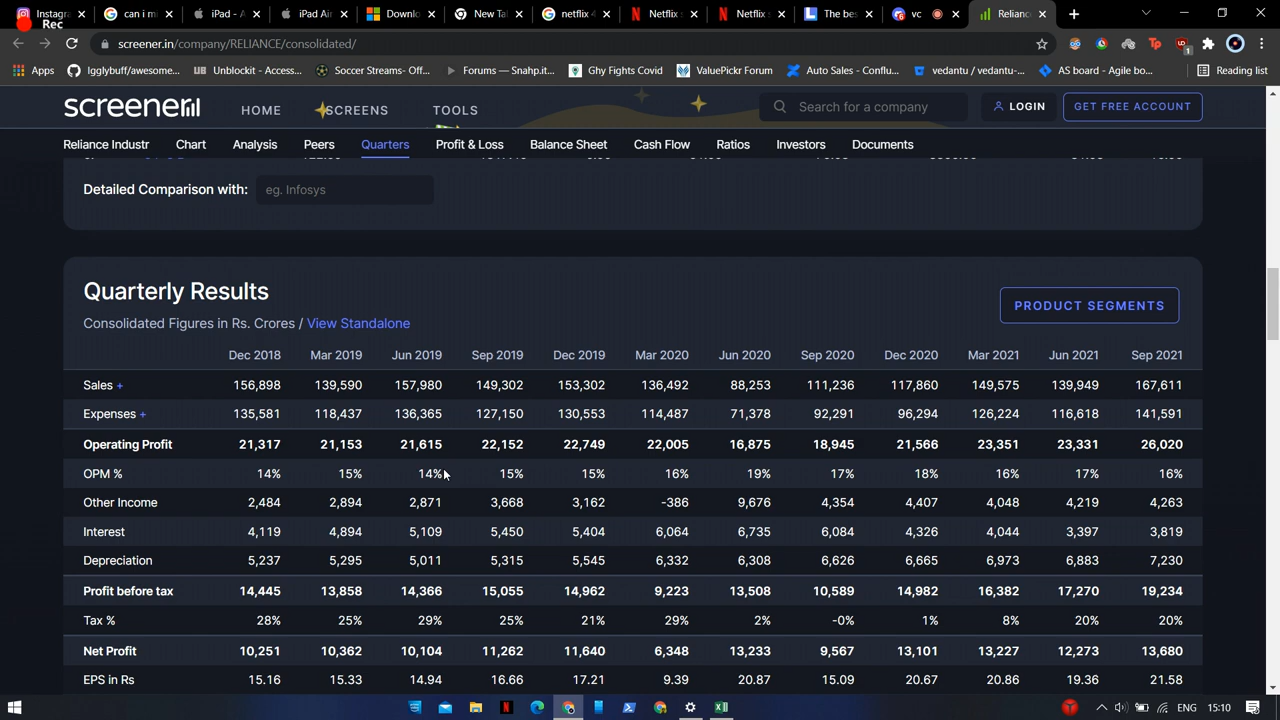 Rec
Instagr
can i mi
iPad - A
iPad Air
Downlo
New Tal
netflix 4
Netflix s
Netflix a
The bes
vc
Relianc
screener.in/company/RELIANCE/consolidated/
Apps
Igglybuff/awesome...
Unblockit - Access...
Soccer Streams- Off...
Forums — Snahp.it...
Ghy Fights Covid
ValuePickr Forum
Auto Sales - Conflu...
vedantu / vedantu-...
AS board - Agile bo...
Reading list
screener
HOME
SCREENS
TOOLS
Search for a company
LOGIN
GET FREE ACCOUNT
Reliance Industr
Chart
Analysis
Peers
Quarters
Profit & Loss
Balance Sheet
Cash Flow
Ratios
Investors
Documents
Detailed Comparison with: eg. Infosys
Quarterly Results
PRODUCT SEGMENTS
Consolidated Figures in Rs. Crores / View Standalone
Dec 2018 Mar 2019 Jun 2019 Sep 2019 Dec 2019 Mar 2020 Jun 2020 Sep 2020 Dec 2020 Mar 2021 Jun 2021 Sep 2021
Sales + 156,898 139,590 157,980 149,302 153,302 136,492 88,253 111,236 117,860 149,575 139,949 167,611
Expenses + 135,581 118,437 136,365 127,150 130,553 114,487 71,378 92,291 96,294 126,224 116,618 141,591
Operating Profit 21,317 21,153 21,615 22,152 22,749 22,005 16,875 18,945 21,566 23,351 23,331 26,020
OPM % 14% 15% 14% 15% 15% 16% 19% 17% 18% 16% 17% 16%
Other Income 2,484 2,894 2,871 3,668 3,162 -386 9,676 4,354 4,407 4,048 4,219 4,263
Interest 4,119 4,894 5,109 5,450 5,404 6,064 6,735 6,084 4,326 4,044 3,397 3,819
Depreciation 5,237 5,295 5,011 5,315 5,545 6,332 6,308 6,626 6,665 6,973 6,883 7,230
Profit before tax 14,445 13,858 14,366 15,055 14,962 9,223 13,508 10,589 14,982 16,382 17,270 19,234
Tax % 28% 25% 29% 25% 21% 29% 2% -0% 1% 8% 20% 20%
Net Profit 10,251 10,362 10,104 11,262 11,640 6,348 13,233 9,567 13,101 13,227 12,273 13,680
EPS in Rs 15.16 15.33 14.94 16.66 17.21 9.39 20.87 15.09 20.67 20.86 19.36 21.58
ENG 15:10